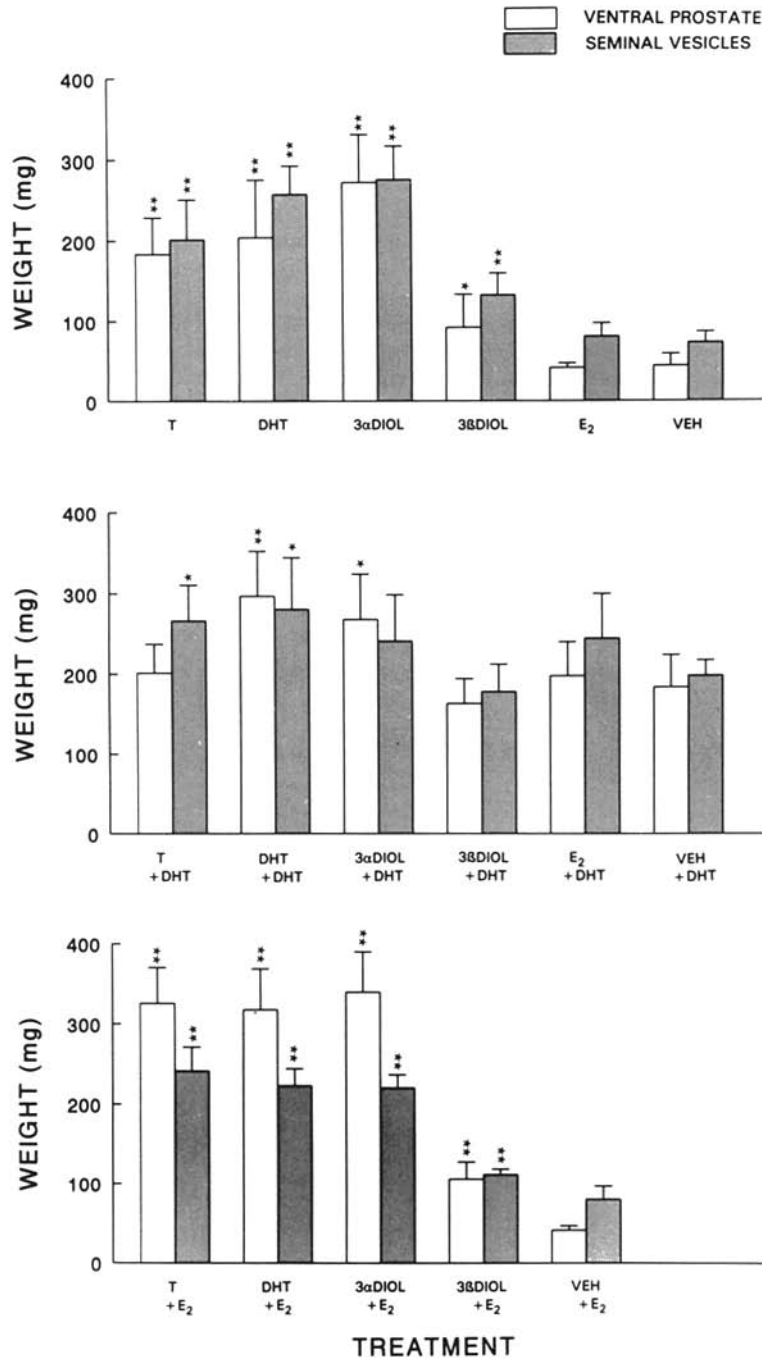 VENTRAL PROSTATE
SEMINAL VESICLES
WEIGHT (mg)
400
300
200
100
0
** ** ** ** ** ** * **
T DHT 3αDIOL 3ßDIOL E2 VEH
WEIGHT (mg)
400
300
200
100
0
* ** * *
T DHT 3αDIOL 3ßDIOL E2 VEH
+DHT +DHT +DHT +DHT +DHT +DHT
WEIGHT (mg)
400
300
200
100
0
** ** ** ** ** ** ** **
T DHT 3αDIOL 3ßDIOL VEH
+E2 +E2 +E2 +E2 +E2
TREATMENT